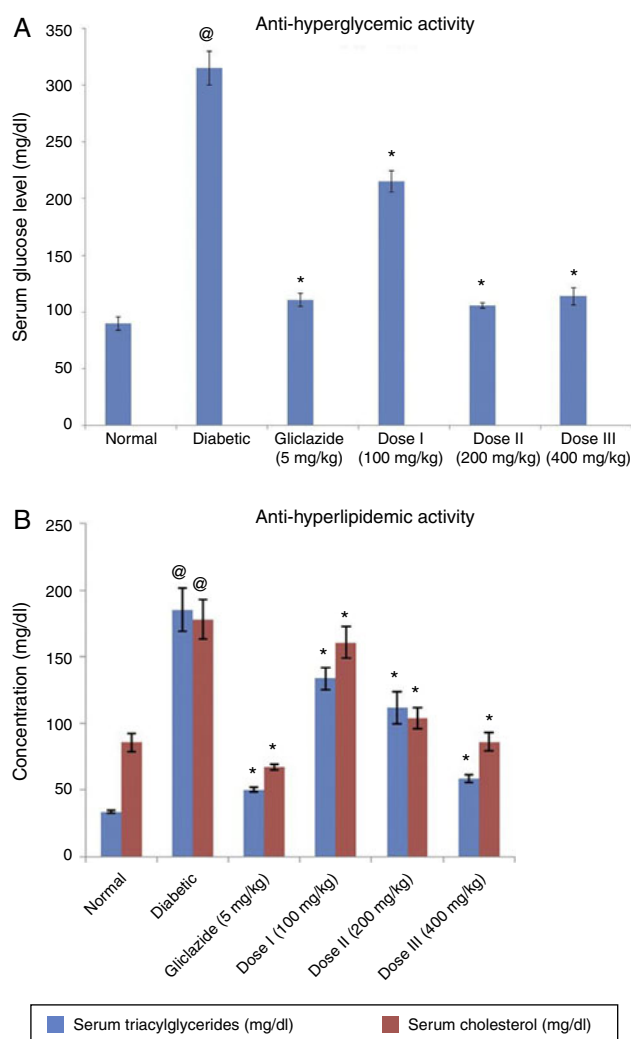 A
Anti-hyperglycemic activity
Serum glucose level (mg/dl)
350
300
250
200
150
100
50
0
@
*
*
*
*
Normal
Diabetic
Gliclazide
(5 mg/kg)
Dose I
(100 mg/kg)
Dose II
(200 mg/kg)
Dose III
(400 mg/kg)
B
Anti-hyperlipidemic activity
Concentration (mg/dl)
250
200
150
100
50
0
@ @
* *
* *
* *
* *
Normal
Diabetic
Gliclazide (5 mg/kg)
Dose I (100 mg/kg)
Dose II (200 mg/kg)
Dose III (400 mg/kg)
Serum triacylglycerides (mg/dl)
Serum cholesterol (mg/dl)